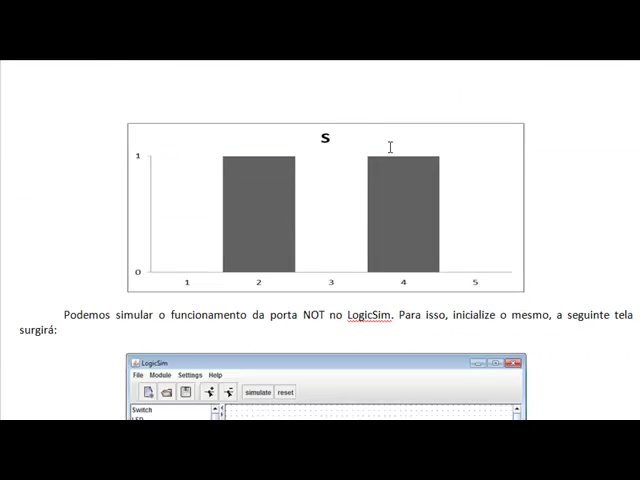 S
1
0
1 2 3 4 5
Podemos simular o funcionamento da porta NOT no LogicSim. Para isso, inicialize o mesmo, a seguinte tela
surgirá:
LogicSim
File Module Settings Help
simulate reset
Switch
LED